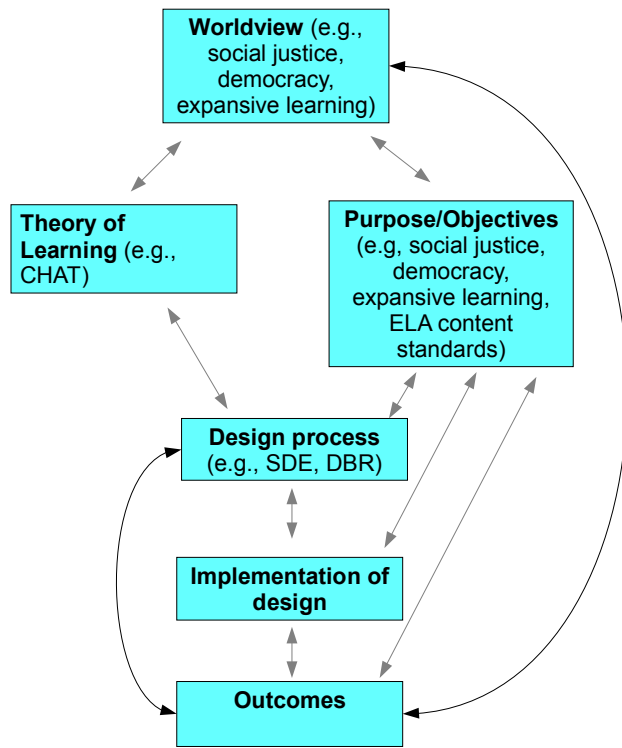 Worldview (e.g.,
social justice,
democracy,
expansive learning)
Theory of
Learning (e.g.,
CHAT)
Purpose/Objectives
(e.g, social justice,
democracy,
expansive learning,
ELA content
standards)
Design process
(e.g., SDE, DBR)
Implementation of
design
Outcomes